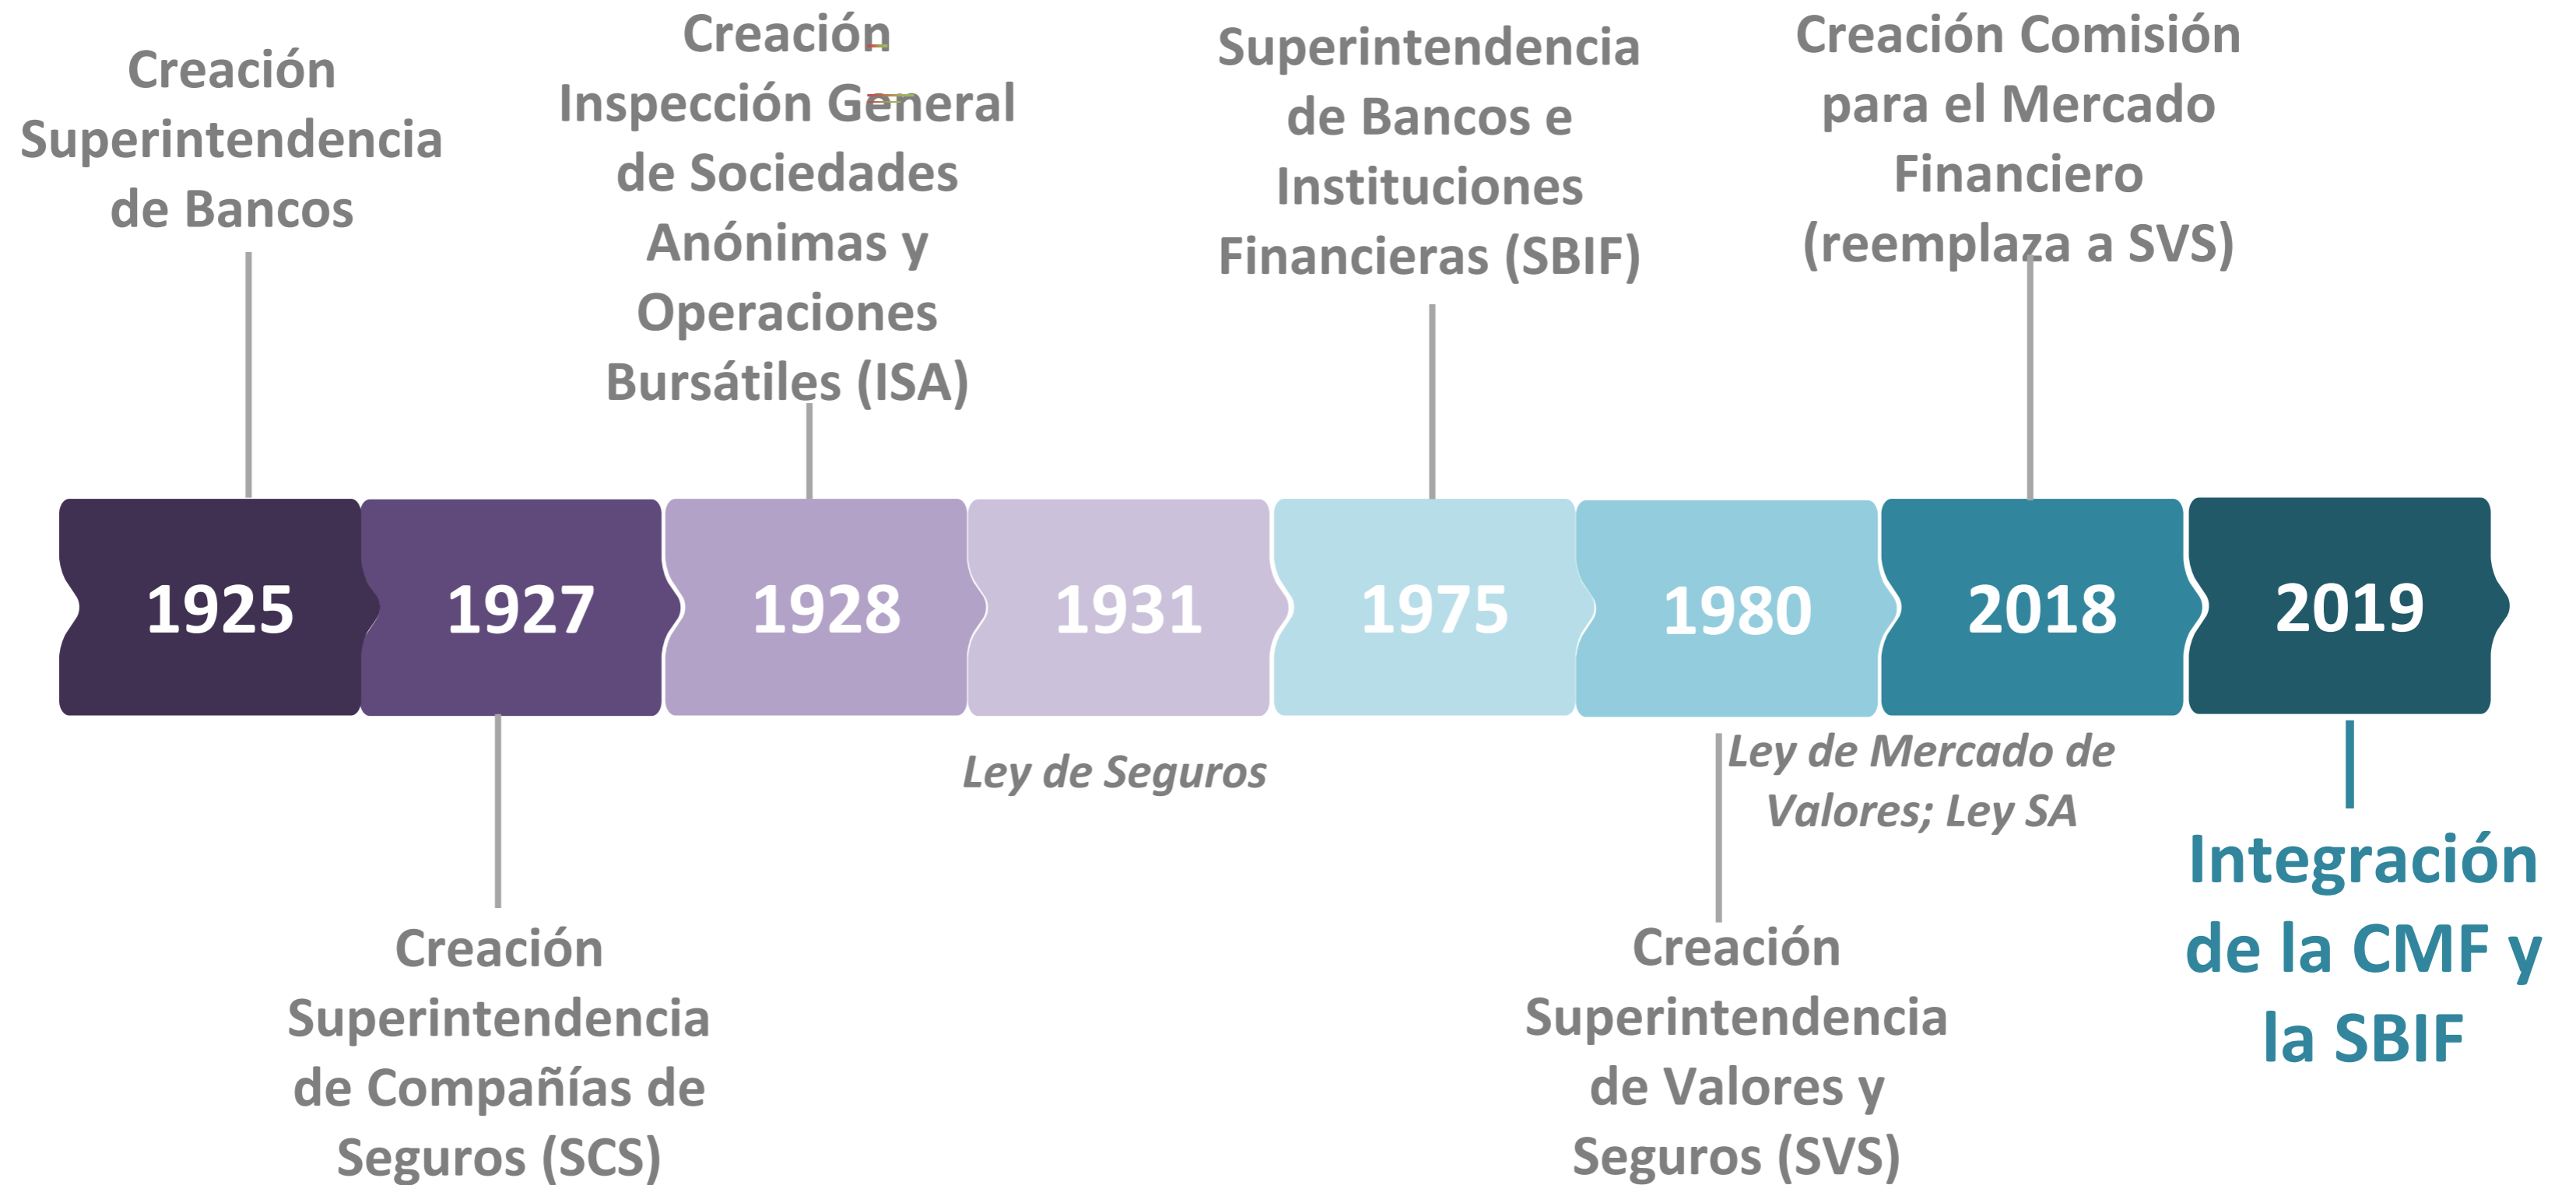 Creación
Superintendencia
de Bancos
Creación
Inspección General
de Sociedades
Anónimas y
Operaciones
Bursátiles (ISA)
Superintendencia
de Bancos e
Instituciones
Financieras (SBIF)
Creación Comisión
para el Mercado
Financiero
(reemplaza a SVS)
1925
1927
1928
1931
1975
1980
2018
2019
Creación
Superintendencia
de Compañías de
Seguros (SCS)
Ley de Seguros
Ley de Mercado de
Valores; Ley SA
Creación
Superintendencia
de Valores y
Seguros (SVS)
Integración
de la CMF y
la SBIF